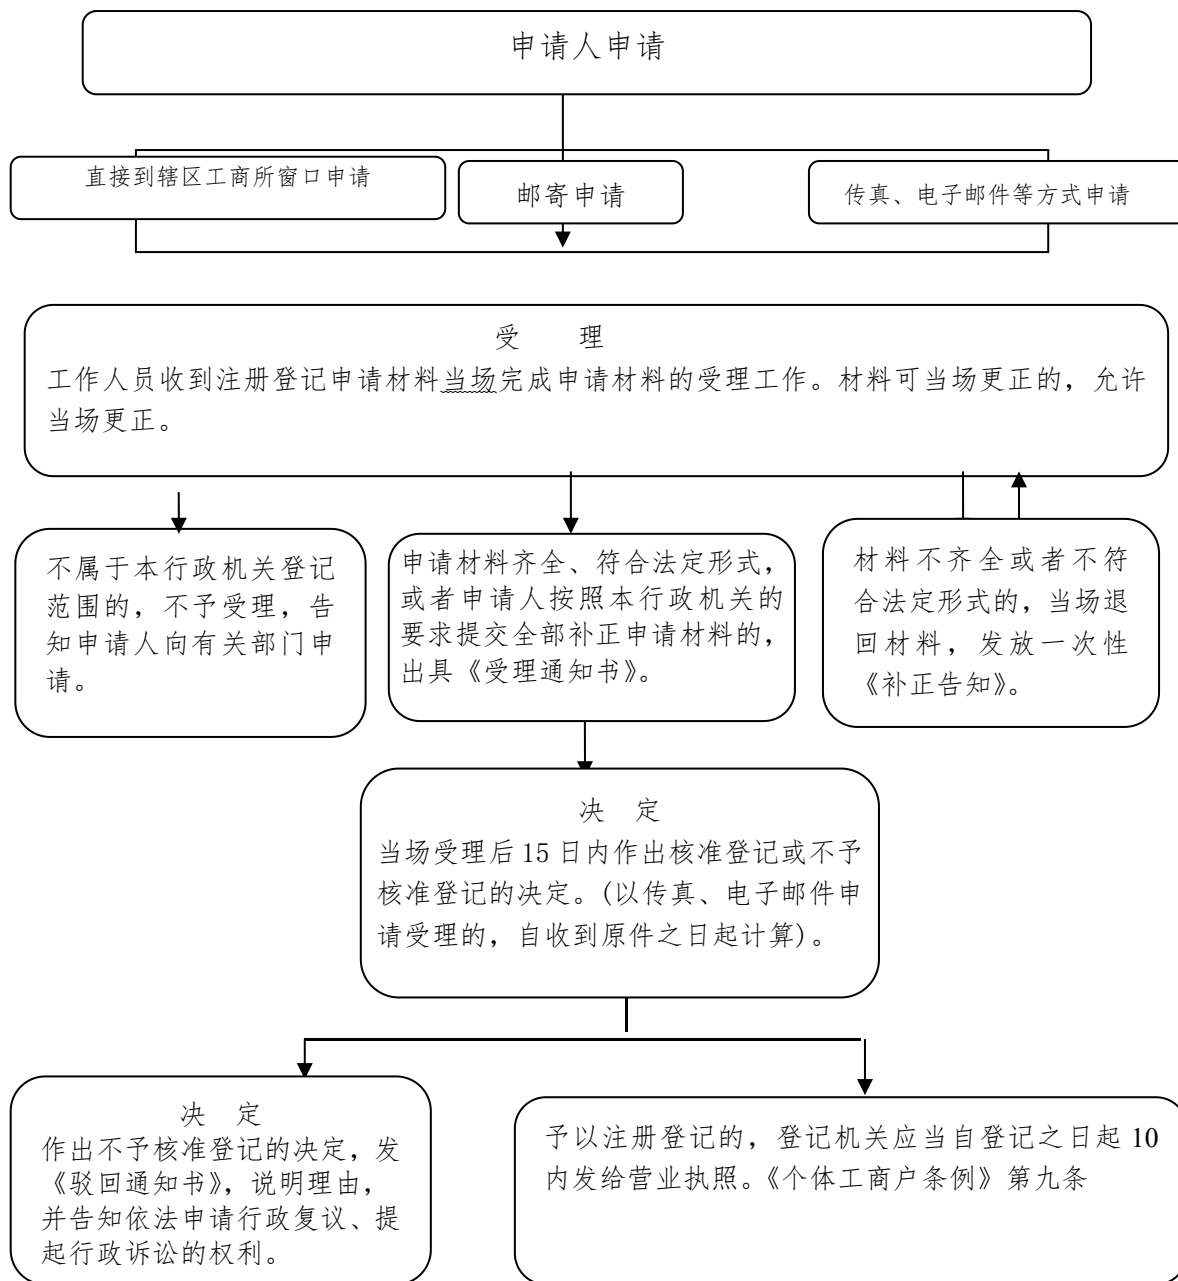 申请人申请
直接到辖区工商所窗口申请
邮寄申请
传真、电子邮件等方式申请
受 理
工作人员收到注册登记申请材料当场完成申请材料的受理工作。材料可当场更正的，允许
当场更正。
不属于本行政机关登记
范围的，不予受理，告
知申请人向有关部门申
请。
申请材料齐全、符合法定形式，
或者申请人按照本行政机关的
要求提交全部补正申请材料的，
出具《受理通知书》。
材料不齐全或者不符
合法定形式的，当场退
回材料，发放一次性
《补正告知》。
决 定
当场受理后 15 日内作出核准登记或不予
核准登记的决定。(以传真、电子邮件申
请受理的，自收到原件之日起计算)。
决 定
作出不予核准登记的决定，发
《驳回通知书》，说明理由，
并告知依法申请行政复议、提
起行政诉讼的权利。
予以注册登记的，登记机关应当自登记之日起 10
内发给营业执照。《个体工商户条例》第九条